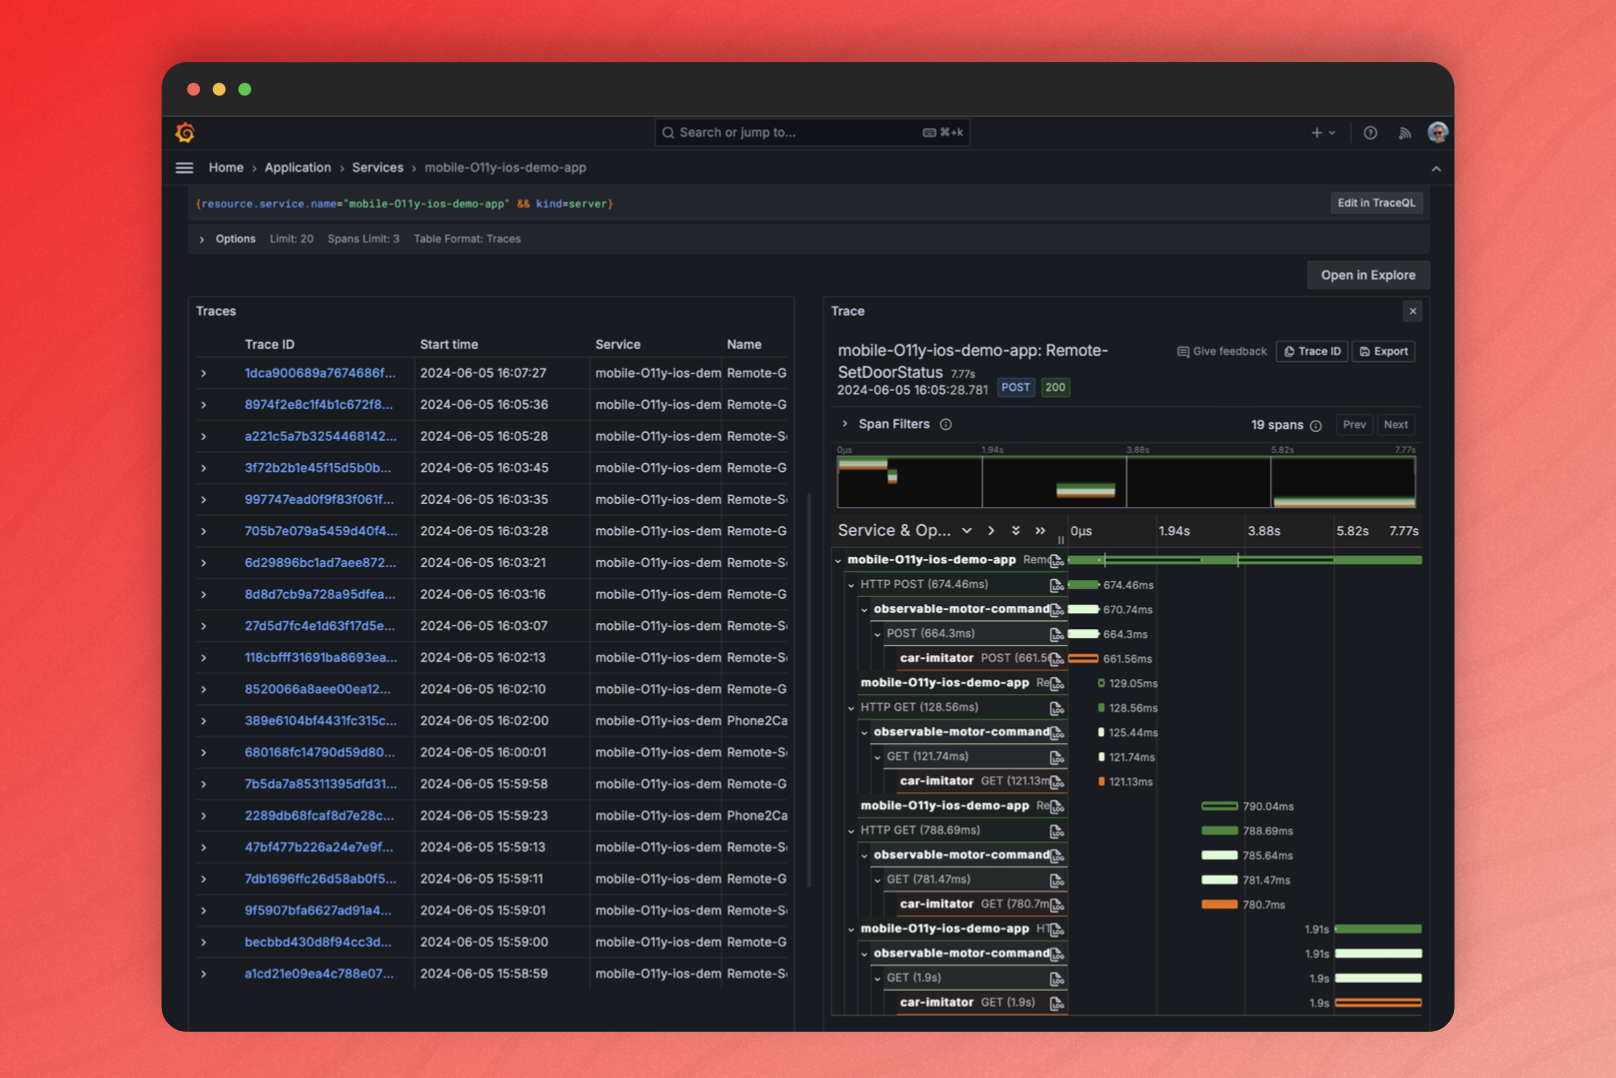 Search or jump to...
⌘+k
Home › Application › Services › mobile-O11y-ios-demo-app
{resource.service.name="mobile-O11y-ios-demo-app" && kind=server}
Edit in TraceQL
Options Limit: 20 Spans Limit: 3 Table Format: Traces
Open in Explore
Traces
Trace ID Start time Service Name
1dca900689a7674686f... 2024-06-05 16:07:27 mobile-O11y-ios-dem Remote-G
8974f2e8c1f4b1c672f8... 2024-06-05 16:05:36 mobile-O11y-ios-dem Remote-G
a221c5a7b3254468142... 2024-06-05 16:05:28 mobile-O11y-ios-dem Remote-S
3f72b2b1e45f15d5b0b... 2024-06-05 16:03:45 mobile-O11y-ios-dem Remote-G
997747ead0f9f83f061f... 2024-06-05 16:03:35 mobile-O11y-ios-dem Remote-S
705b7e079a5459d40f4... 2024-06-05 16:03:28 mobile-O11y-ios-dem Remote-S
6d29896bc1ad7aee872... 2024-06-05 16:03:21 mobile-O11y-ios-dem Remote-S
8d8d7cb9a728a95dfea... 2024-06-05 16:03:16 mobile-O11y-ios-dem Remote-S
27d5d7fc4e1d63f17d5e... 2024-06-05 16:03:07 mobile-O11y-ios-dem Remote-S
118cbfff31691ba8693ea... 2024-06-05 16:02:13 mobile-O11y-ios-dem Remote-S
8520066a8aee00ea12... 2024-06-05 16:02:10 mobile-O11y-ios-dem Remote-G
389e6104bf4431fc315c... 2024-06-05 16:02:00 mobile-O11y-ios-dem Phone2Ca
680168fc14790d59d80... 2024-06-05 16:00:01 mobile-O11y-ios-dem Remote-S
7b5da7a85311395dfd31... 2024-06-05 15:59:58 mobile-O11y-ios-dem Remote-G
2289db68fcaf8d7e28c... 2024-06-05 15:59:23 mobile-O11y-ios-dem Phone2Ca
47bf477b226a24e7e9f... 2024-06-05 15:59:13 mobile-O11y-ios-dem Remote-G
7db1696ffc26d58ab0f5... 2024-06-05 15:59:11 mobile-O11y-ios-dem Remote-G
9f5907bfa6627ad91a4... 2024-06-05 15:59:01 mobile-O11y-ios-dem Remote-S
becbbd430d8f94cc3d... 2024-06-05 15:59:00 mobile-O11y-ios-dem Remote-G
a1cd21e09ea4c788e07... 2024-06-05 15:58:59 mobile-O11y-ios-dem Remote-S
Trace
mobile-O11y-ios-demo-app: Remote-
SetDoorStatus 7.77s
2024-06-05 16:05:28.781 POST 200
Give feedback Trace ID Export
Span Filters 19 spans Prev Next
0µs 1.94s 3.88s 5.82s 7.77s
Service & Op... 0µs 1.94s 3.88s 5.82s 7.77s
mobile-O11y-ios-demo-app Remo
HTTP POST (674.46ms) 674.46ms
observable-motor-command 670.74ms
POST (664.3ms) 664.3ms
car-imitator POST (661.56 661.56ms
mobile-O11y-ios-demo-app Re 129.05ms
HTTP GET (128.56ms) 128.56ms
observable-motor-command 125.44ms
GET (121.74ms) 121.74ms
car-imitator GET (121.13m 121.13ms
mobile-O11y-ios-demo-app Re 790.04ms
HTTP GET (788.69ms) 788.69ms
observable-motor-command 785.64ms
GET (781.47ms) 781.47ms
car-imitator GET (780.7m 780.7ms
mobile-O11y-ios-demo-app HT 1.91s
observable-motor-command 1.91s
GET (1.9s) 1.9s
car-imitator GET (1.9s) 1.9s